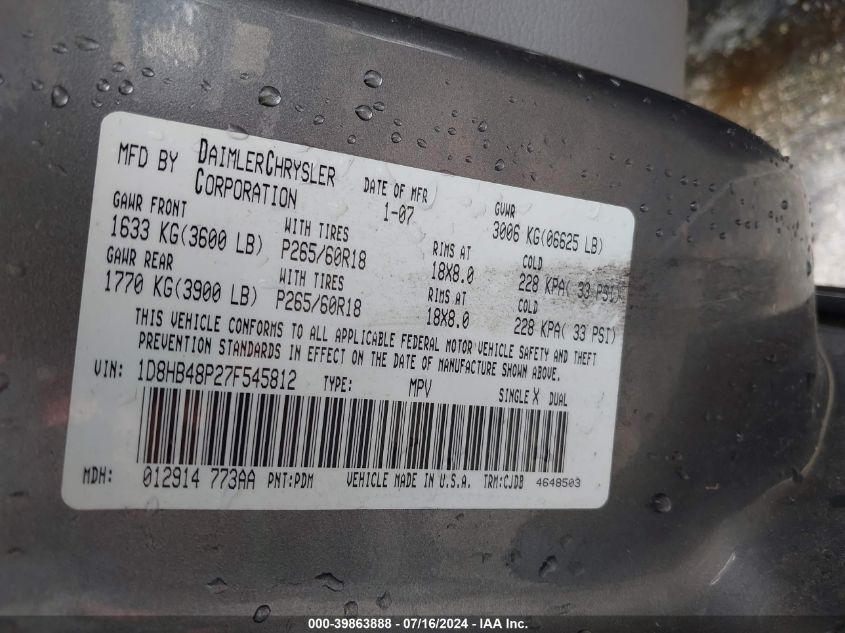 MFD BY DAIMLERCHRYSLER CORPORATION
DATE OF MFR 1-07
GVWR 3006 KG(06625 LB)
GAWR FRONT WITH TIRES RIMS AT COLD
1633 KG(3600 LB) P265/60R18 18X8.0 228 KPA( 33 PSI)
GAWR REAR WITH TIRES RIMS AT COLD
1770 KG(3900 LB) P265/60R18 18X8.0 228 KPA( 33 PSI)
THIS VEHICLE CONFORMS TO ALL APPLICABLE FEDERAL MOTOR VEHICLE SAFETY AND THEFT
PREVENTION STANDARDS IN EFFECT ON THE DATE OF MANUFACTURE SHOWN ABOVE.
VIN: 1D8HB48P27F545812 TYPE: MPV SINGLE X DUAL
MDH: 012914 773AA PNT:PDM VEHICLE MADE IN U.S.A. TRM:CJDB 4648503
000-39863888 - 07/16/2024 - IAA Inc.